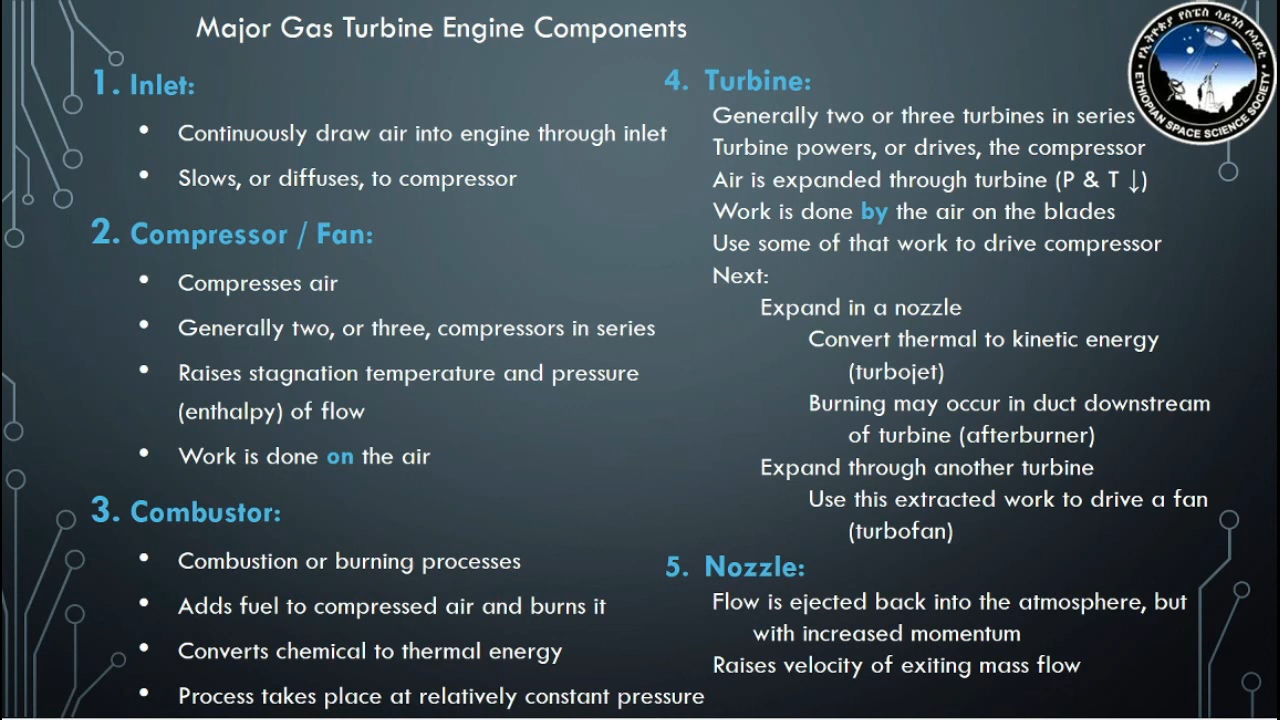 Major Gas Turbine Engine Components
1. Inlet:
• Continuously draw air into engine through inlet
• Slows, or diffuses, to compressor
2. Compressor / Fan:
• Compresses air
• Generally two, or three, compressors in series
• Raises stagnation temperature and pressure
(enthalpy) of flow
• Work is done on the air
3. Combustor:
• Combustion or burning processes
• Adds fuel to compressed air and burns it
• Converts chemical to thermal energy
• Process takes place at relatively constant pressure
4. Turbine:
Generally two or three turbines in series
Turbine powers, or drives, the compressor
Air is expanded through turbine (P & T ↓)
Work is done by the air on the blades
Use some of that work to drive compressor
Next:
Expand in a nozzle
Convert thermal to kinetic energy
(turbojet)
Burning may occur in duct downstream
of turbine (afterburner)
Expand through another turbine
Use this extracted work to drive a fan
(turbofan)
5. Nozzle:
Flow is ejected back into the atmosphere, but
with increased momentum
Raises velocity of exiting mass flow
የኢትዮጵያ የስፔስ ሳይንስ ሶሳይቲ
ETHIOPIAN SPACE SCIENCE SOCIETY